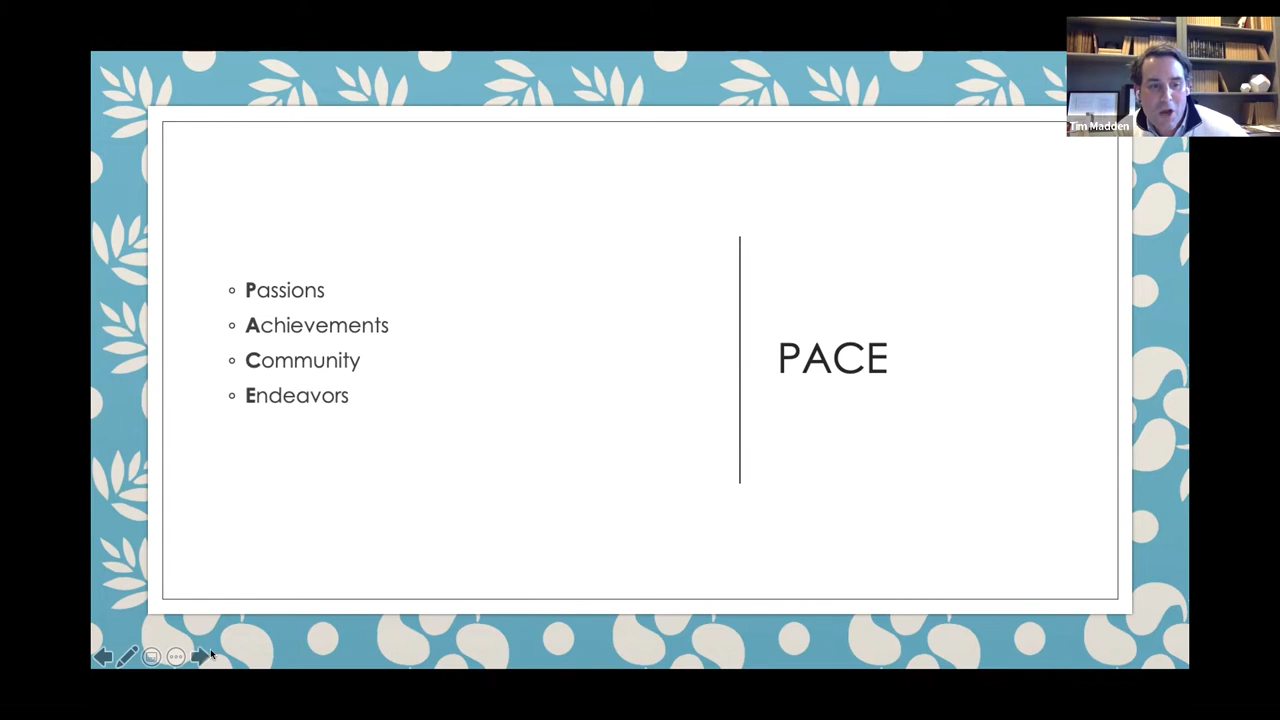 Tim Madden
Passions
Achievements
Community
Endeavors
PACE